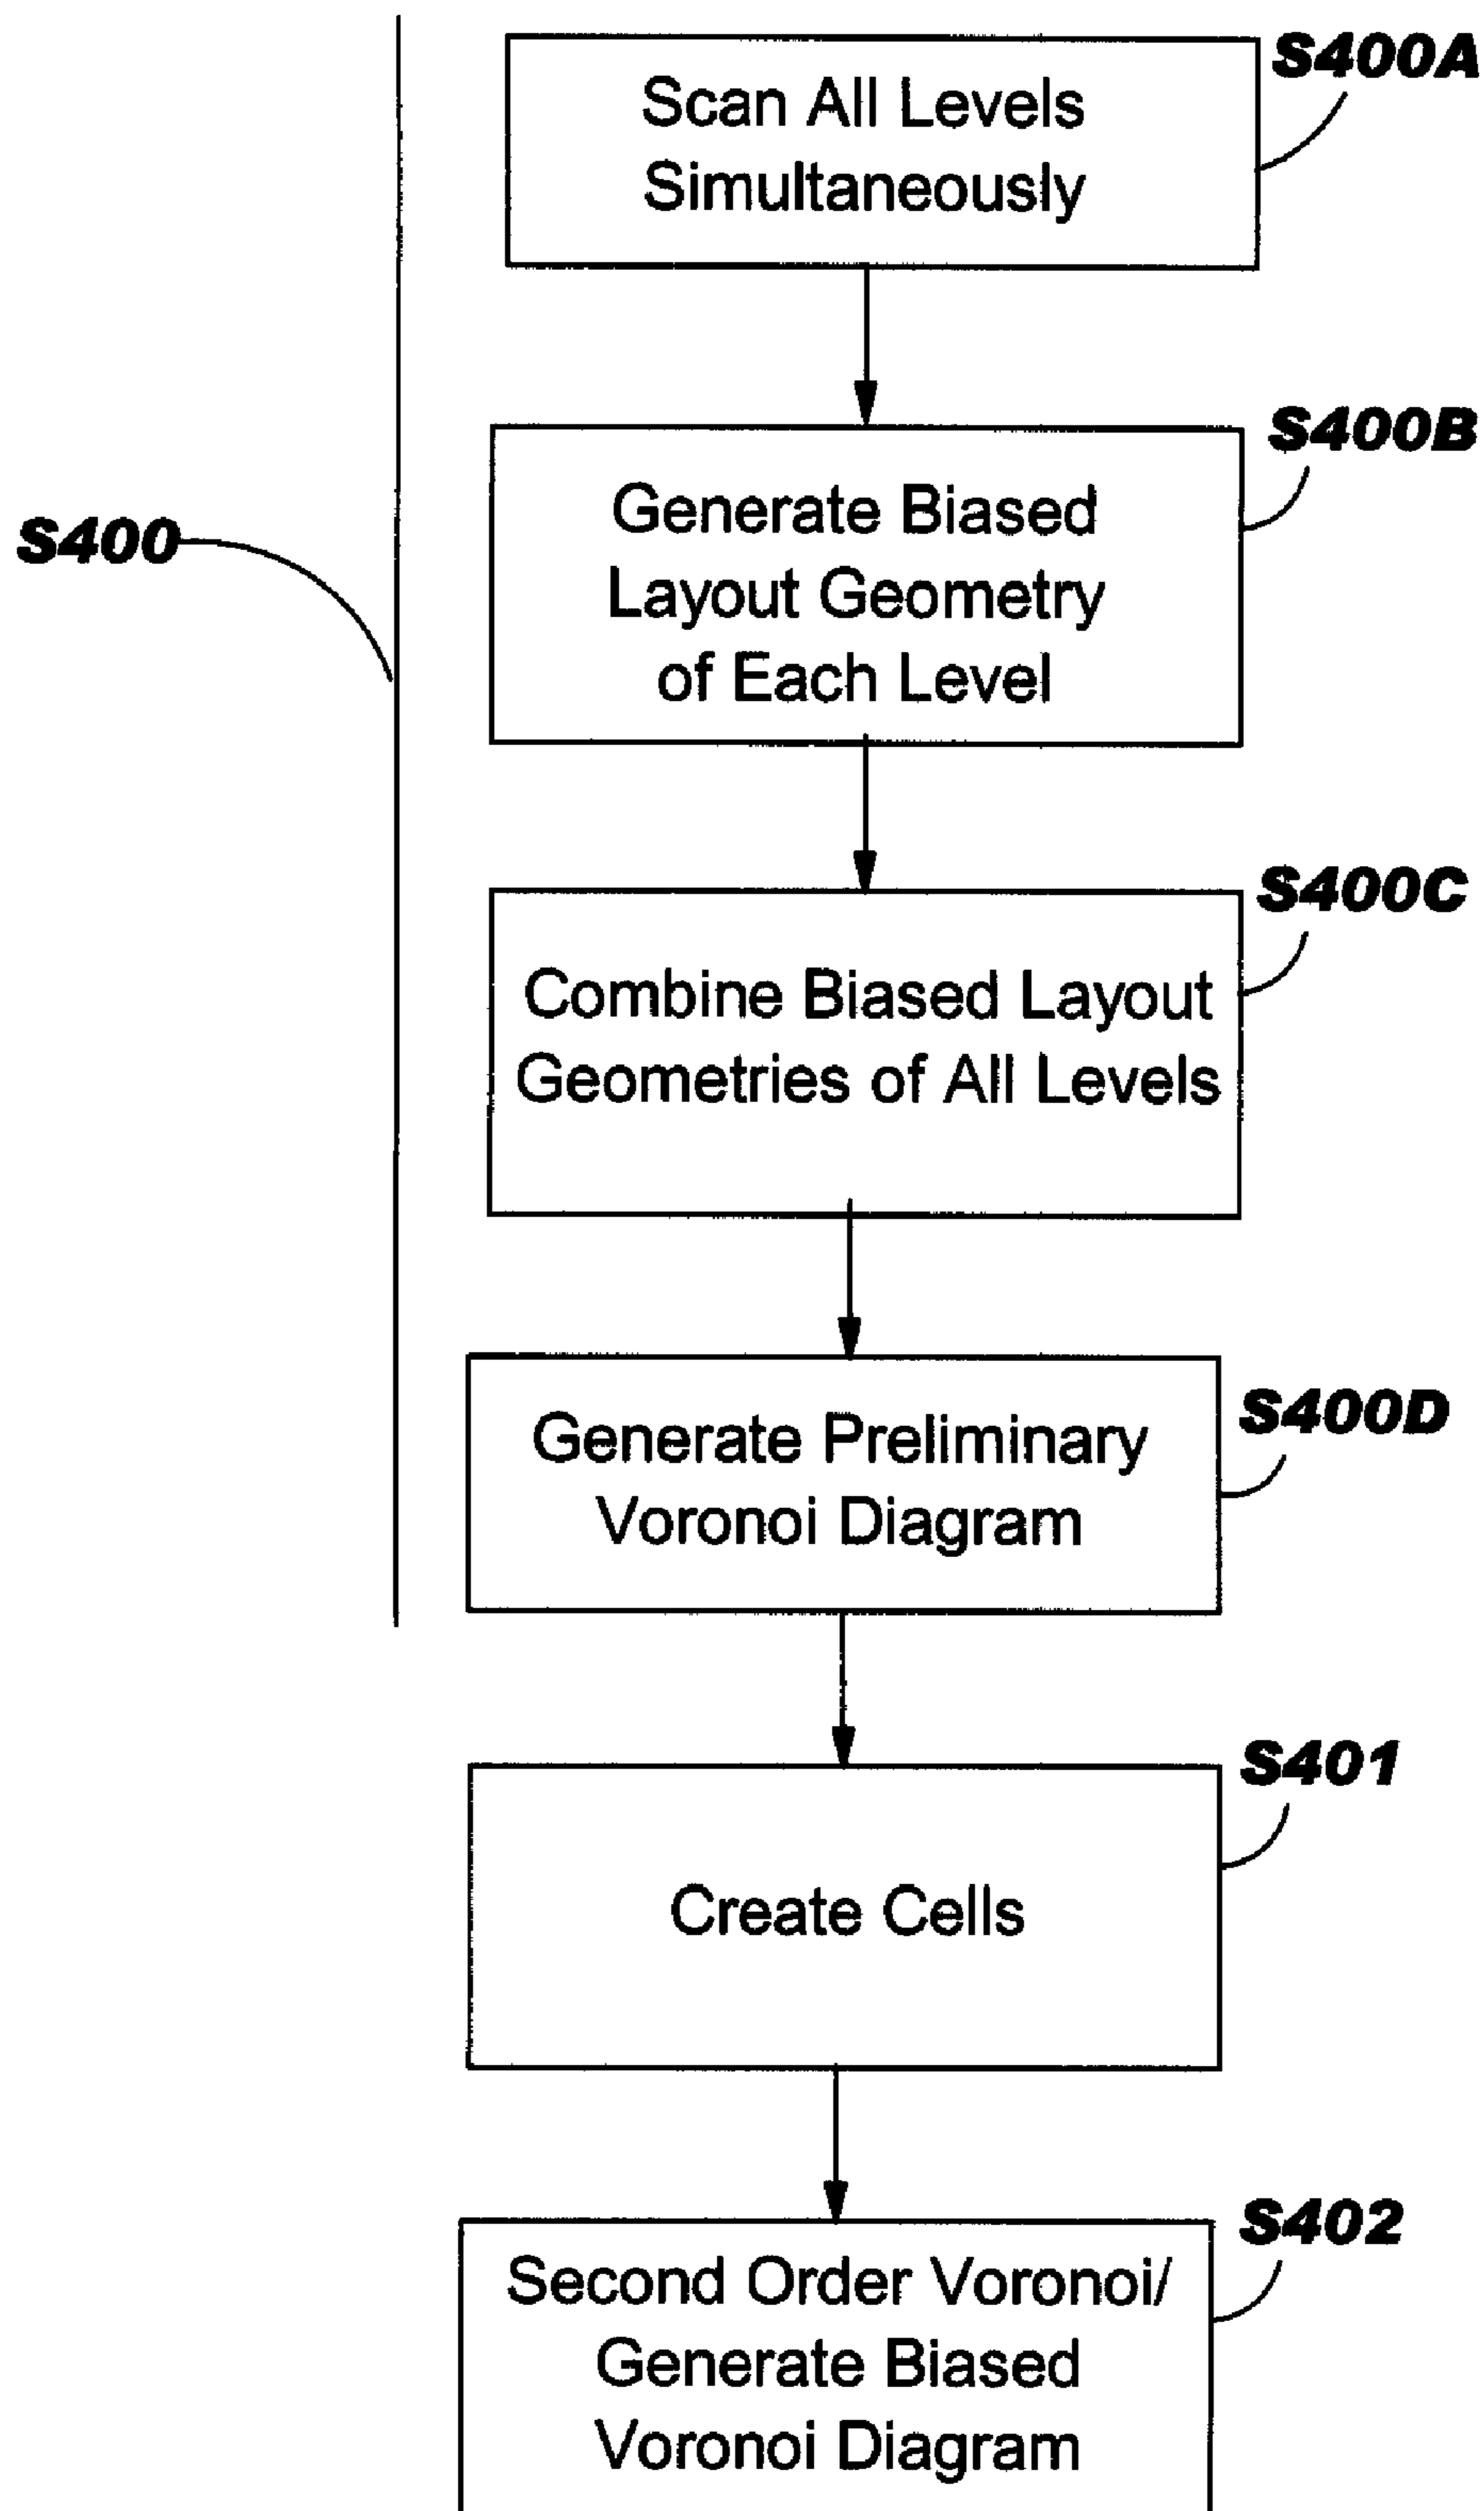 S400A
Scan All Levels
Simultaneously
S400B
Generate Biased
Layout Geometry
of Each Level
S400
S400C
Combine Biased Layout
Geometries of All Levels
S400D
Generate Preliminary
Voronoi Diagram
S401
Create Cells
S402
Second Order Voronoi/
Generate Biased
Voronoi Diagram